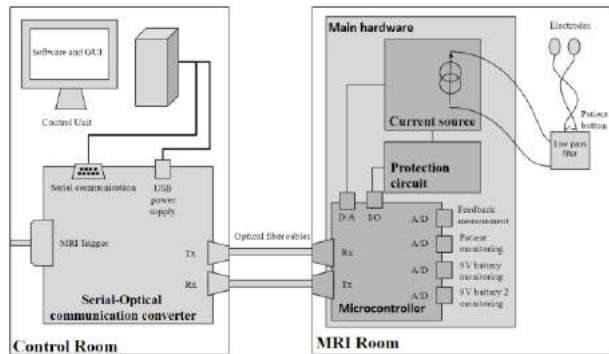 Software and GUI
Control Unit
Serial communication
USB
power
supply
MRI Trigger
Tx
Rx
Serial-Optical
communication converter
Control Room
Optical fiber cables
Main hardware
Current source
Protection
circuit
D/A
I/O
A/D
Feedback
measurement
A/D
Patient
monitoring
A/D
9V battery
monitoring
A/D
9V battery 2
monitoring
Rx
Tx
Microcontroller
MRI Room
Electrodes
Patient
button
Low pass
filter